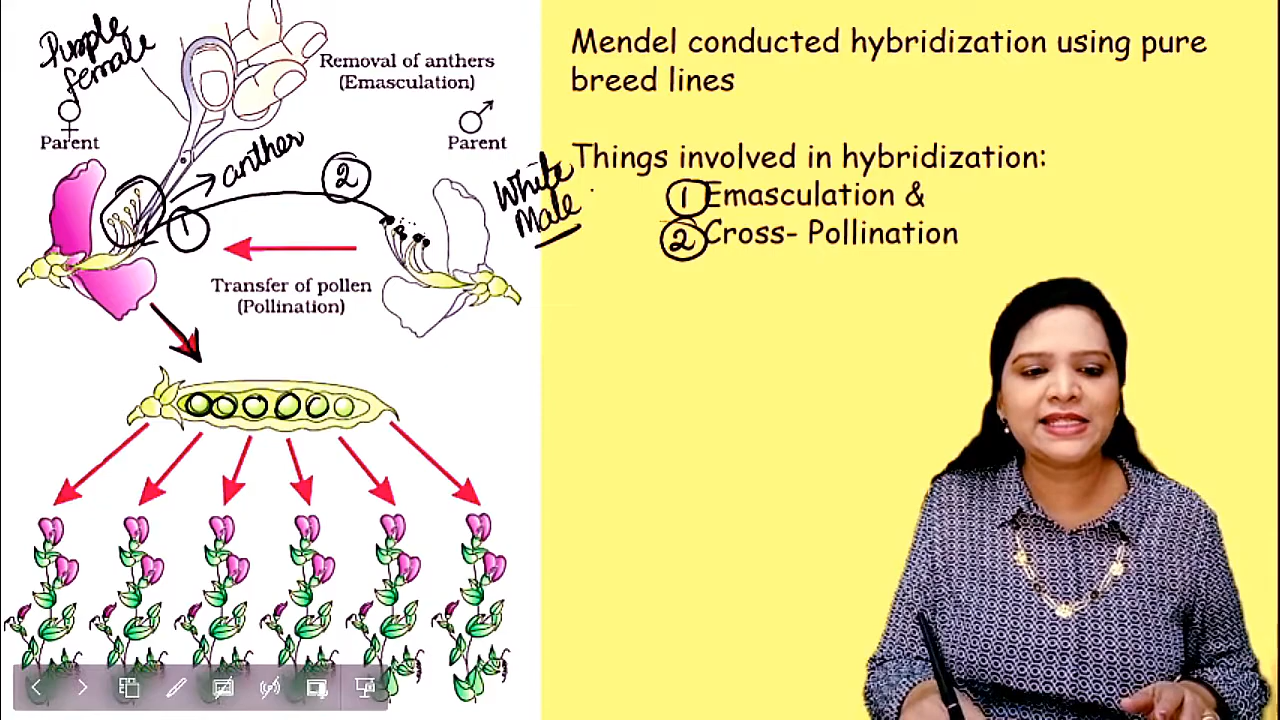 Purple
female
Removal of anthers
(Emasculation)
♀
Parent
♂
Parent
anther
2
1
White
Male
Transfer of pollen
(Pollination)
Mendel conducted hybridization using pure
breed lines
Things involved in hybridization:
1 Emasculation &
2 Cross- Pollination